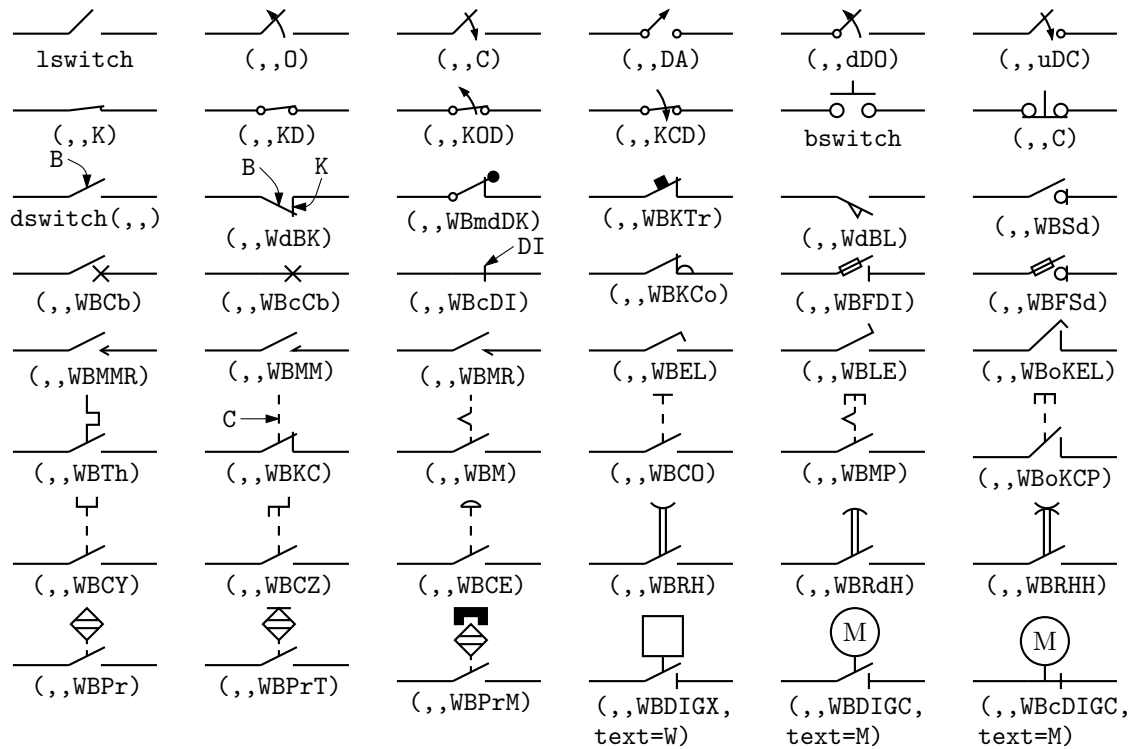 lswitch
(,,O)
(,,C)
(,,DA)
(,,dDO)
(,,uDC)
(,,K)
(,,KD)
(,,KOD)
(,,KCD)
bswitch
(,,C)
B
dswitch(,,)
B K
(,,WdBK)
(,,WBmdDK)
(,,WBKTr)
(,,WdBL)
(,,WBSd)
(,,WBCb)
(,,WBcCb)
DI
(,,WBcDI)
(,,WBKCo)
(,,WBFDI)
(,,WBFSd)
(,,WBMMR)
(,,WBMM)
(,,WBMR)
(,,WBEL)
(,,WBLE)
(,,WBoKEL)
(,,WBTh)
C
(,,WBKC)
(,,WBM)
(,,WBCO)
(,,WBMP)
(,,WBoKCP)
(,,WBCY)
(,,WBCZ)
(,,WBCE)
(,,WBRH)
(,,WBRdH)
(,,WBRHH)
(,,WBPr)
(,,WBPrT)
(,,WBPrM)
(,,WBDIGX,
text=W)
M
(,,WBDIGC,
text=M)
M
(,,WBcDIGC,
text=M)